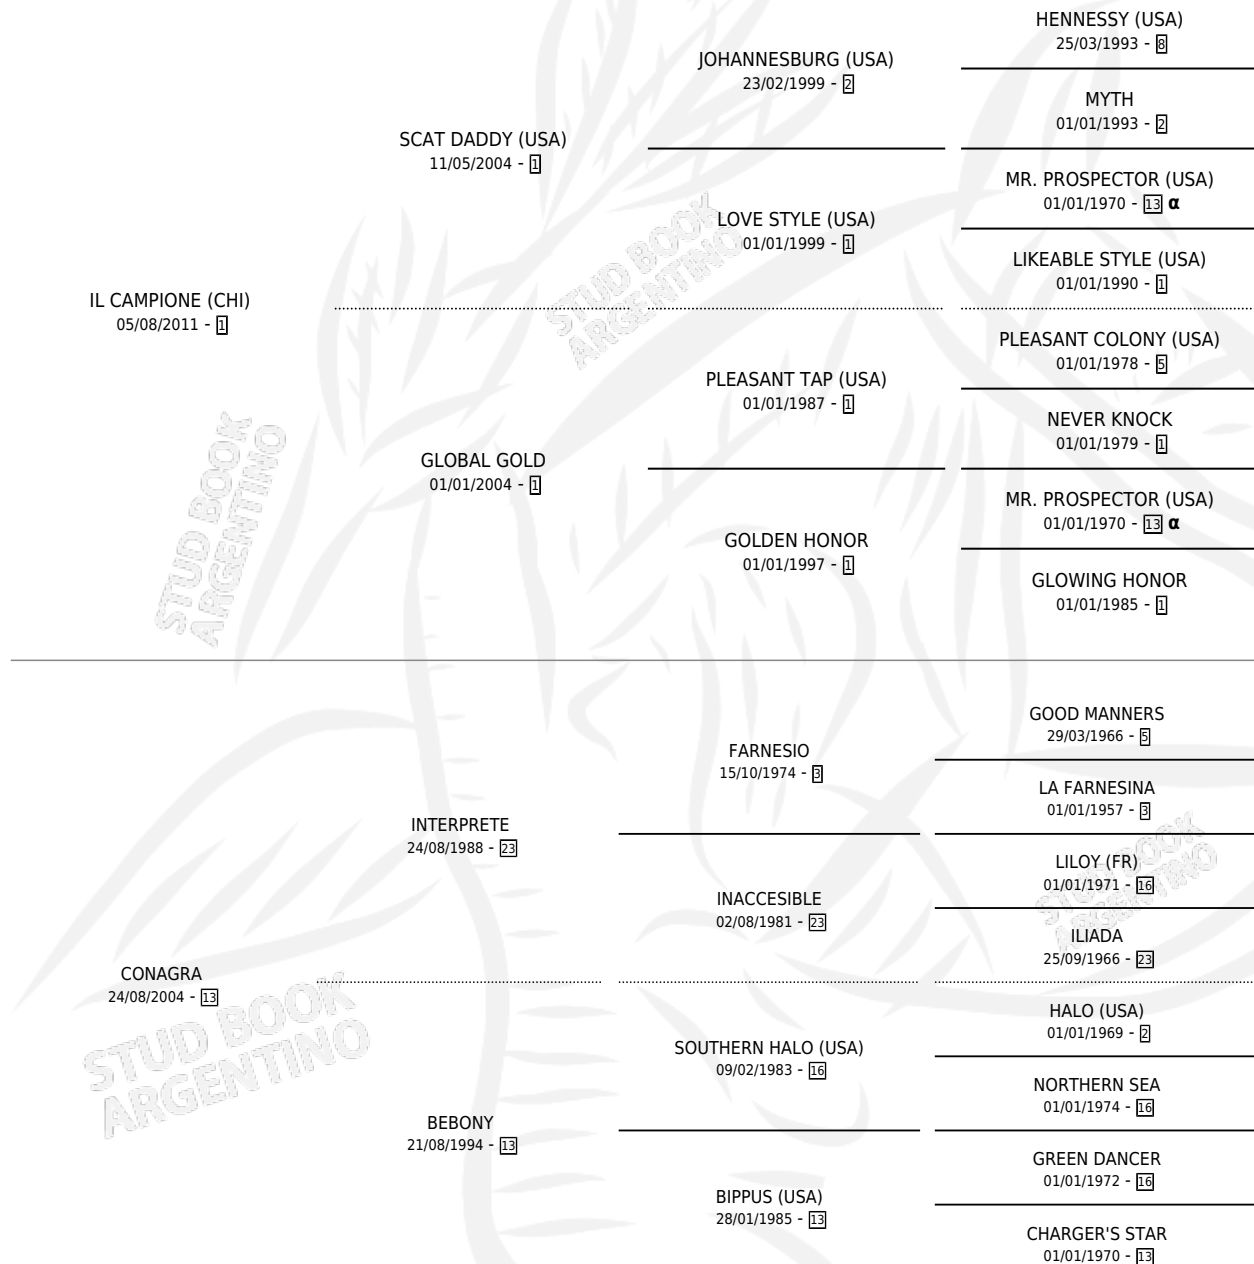 HENNESSY (USA)
25/03/1993 - 8
JOHANNESBURG (USA)
23/02/1999 - 2
MYTH
01/01/1993 - 2
SCAT DADDY (USA)
11/05/2004 - 1
MR. PROSPECTOR (USA)
01/01/1970 - 13 α
LOVE STYLE (USA)
01/01/1999 - 1
LIKEABLE STYLE (USA)
01/01/1990 - 1
IL CAMPIONE (CHI)
05/08/2011 - 1
PLEASANT COLONY (USA)
01/01/1978 - 5
PLEASANT TAP (USA)
01/01/1987 - 1
NEVER KNOCK
01/01/1979 - 1
GLOBAL GOLD
01/01/2004 - 1
MR. PROSPECTOR (USA)
01/01/1970 - 13 α
GOLDEN HONOR
01/01/1997 - 1
GLOWING HONOR
01/01/1985 - 1
GOOD MANNERS
29/03/1966 - 5
FARNESIO
15/10/1974 - 3
LA FARNESINA
01/01/1957 - 3
INTERPRETE
24/08/1988 - 23
LILOY (FR)
01/01/1971 - 16
INACCESIBLE
02/08/1981 - 23
ILIADA
25/09/1966 - 23
CONAGRA
24/08/2004 - 13
HALO (USA)
01/01/1969 - 2
SOUTHERN HALO (USA)
09/02/1983 - 16
NORTHERN SEA
01/01/1974 - 16
BEBONY
21/08/1994 - 13
GREEN DANCER
01/01/1972 - 16
BIPPUS (USA)
28/01/1985 - 13
CHARGER'S STAR
01/01/1970 - 13
STUD BOOK
ARGENTINO
STUD BOOK
ARGENTINO
STUD BOOK
ARGENTINO
STUD BOOK
ARGENTINO